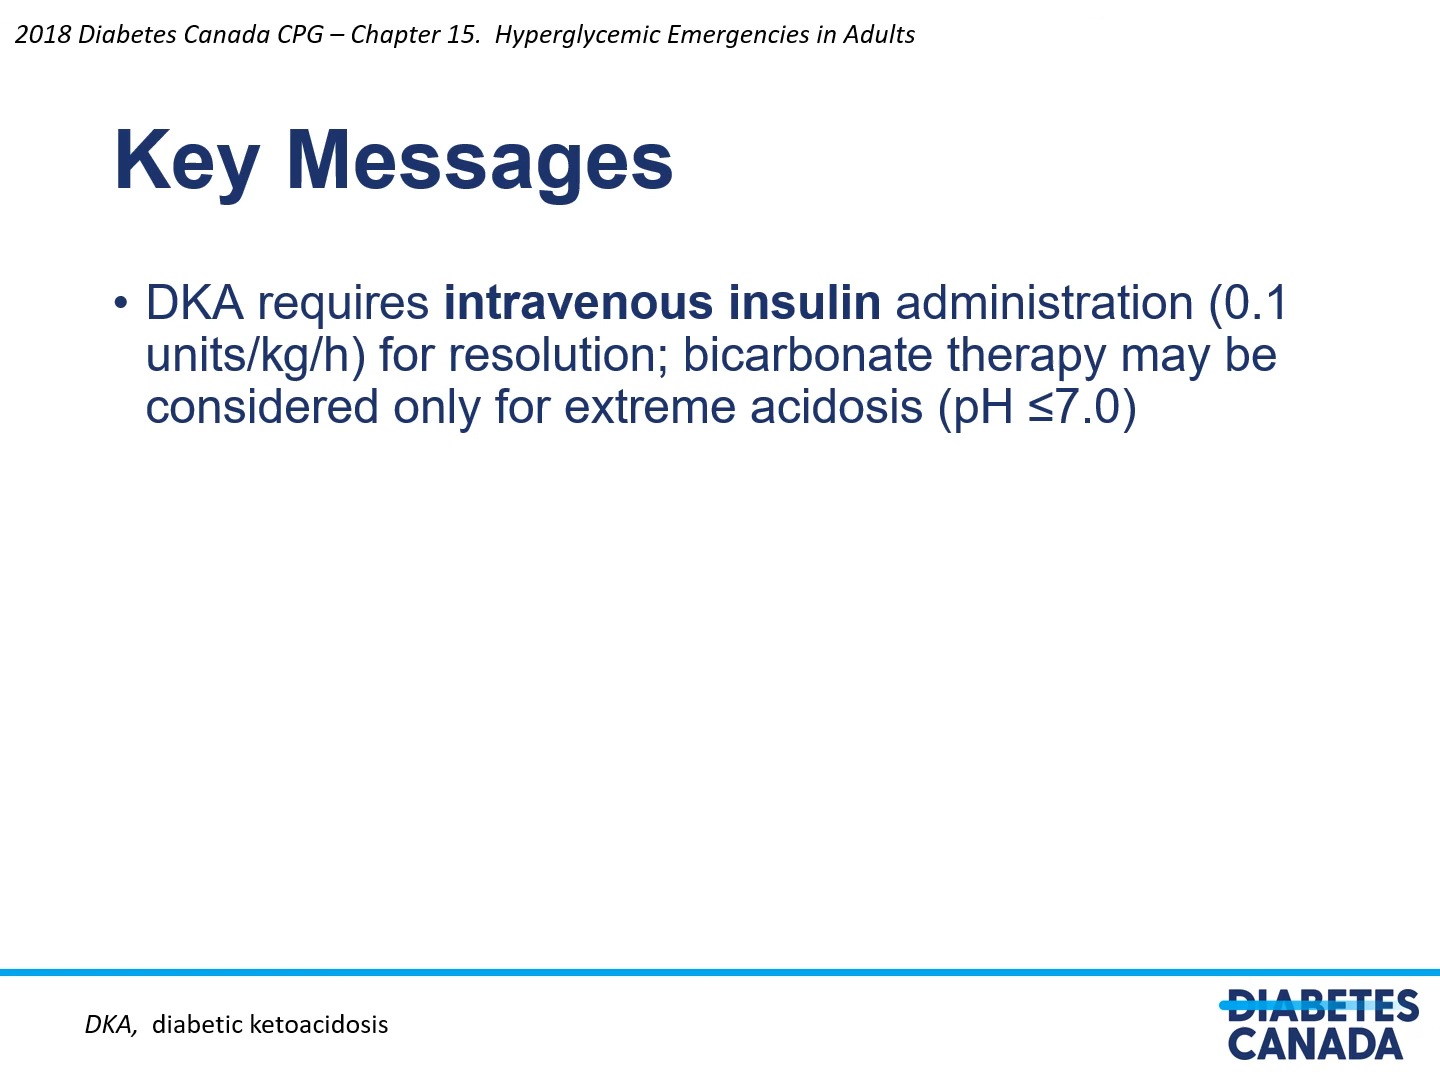 2018 Diabetes Canada CPG – Chapter 15.  Hyperglycemic Emergencies in Adults
Key Messages
• DKA requires intravenous insulin administration (0.1
units/kg/h) for resolution; bicarbonate therapy may be
considered only for extreme acidosis (pH ≤7.0)
DKA,  diabetic ketoacidosis
DIABETES
CANADA